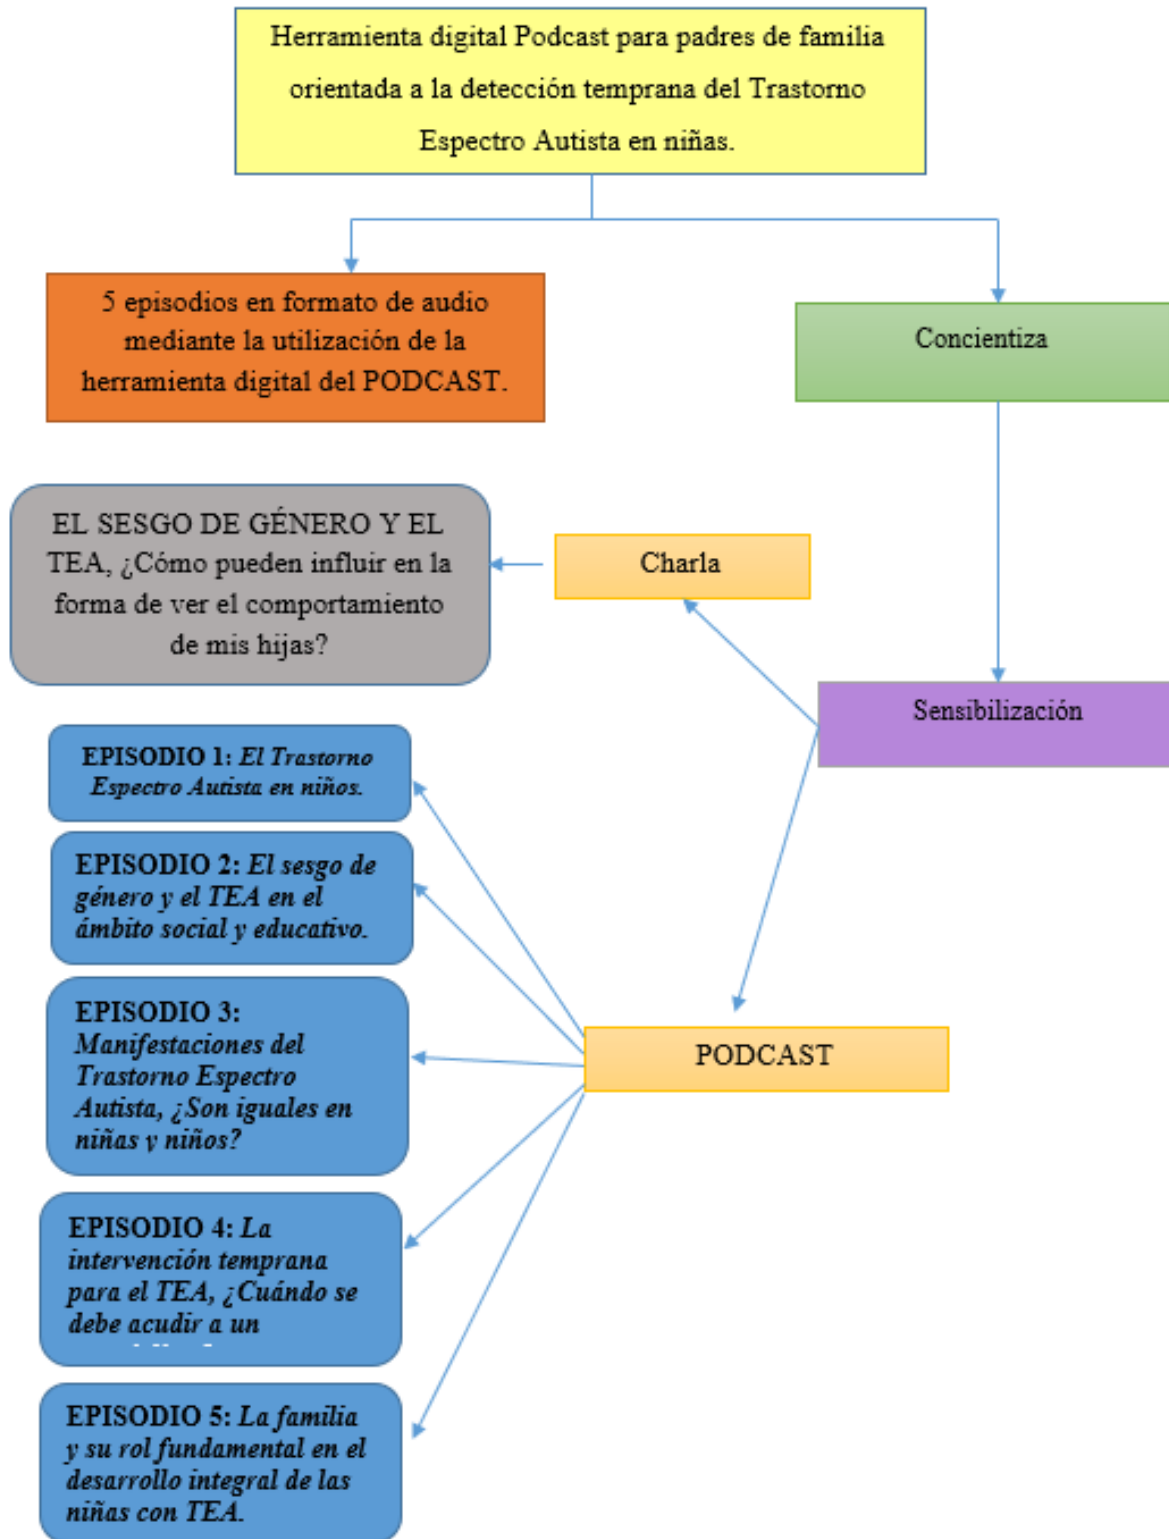 Herramienta digital Podcast para padres de familia
orientada a la detección temprana del Trastorno
Espectro Autista en niñas.
5 episodios en formato de audio
mediante la utilización de la
herramienta digital del PODCAST.
Concientiza
EL SESGO DE GÉNERO Y EL
TEA, ¿Cómo pueden influir en la
forma de ver el comportamiento
de mis hijas?
Charla
Sensibilización
EPISODIO 1: El Trastorno
Espectro Autista en niños.
EPISODIO 2: El sesgo de
género y el TEA en el
ámbito social y educativo.
EPISODIO 3:
Manifestaciones del
Trastorno Espectro
Autista, ¿Son iguales en
niñas y niños?
PODCAST
EPISODIO 4: La
intervención temprana
para el TEA, ¿Cuándo se
debe acudir a un
EPISODIO 5: La familia
y su rol fundamental en el
desarrollo integral de las
niñas con TEA.